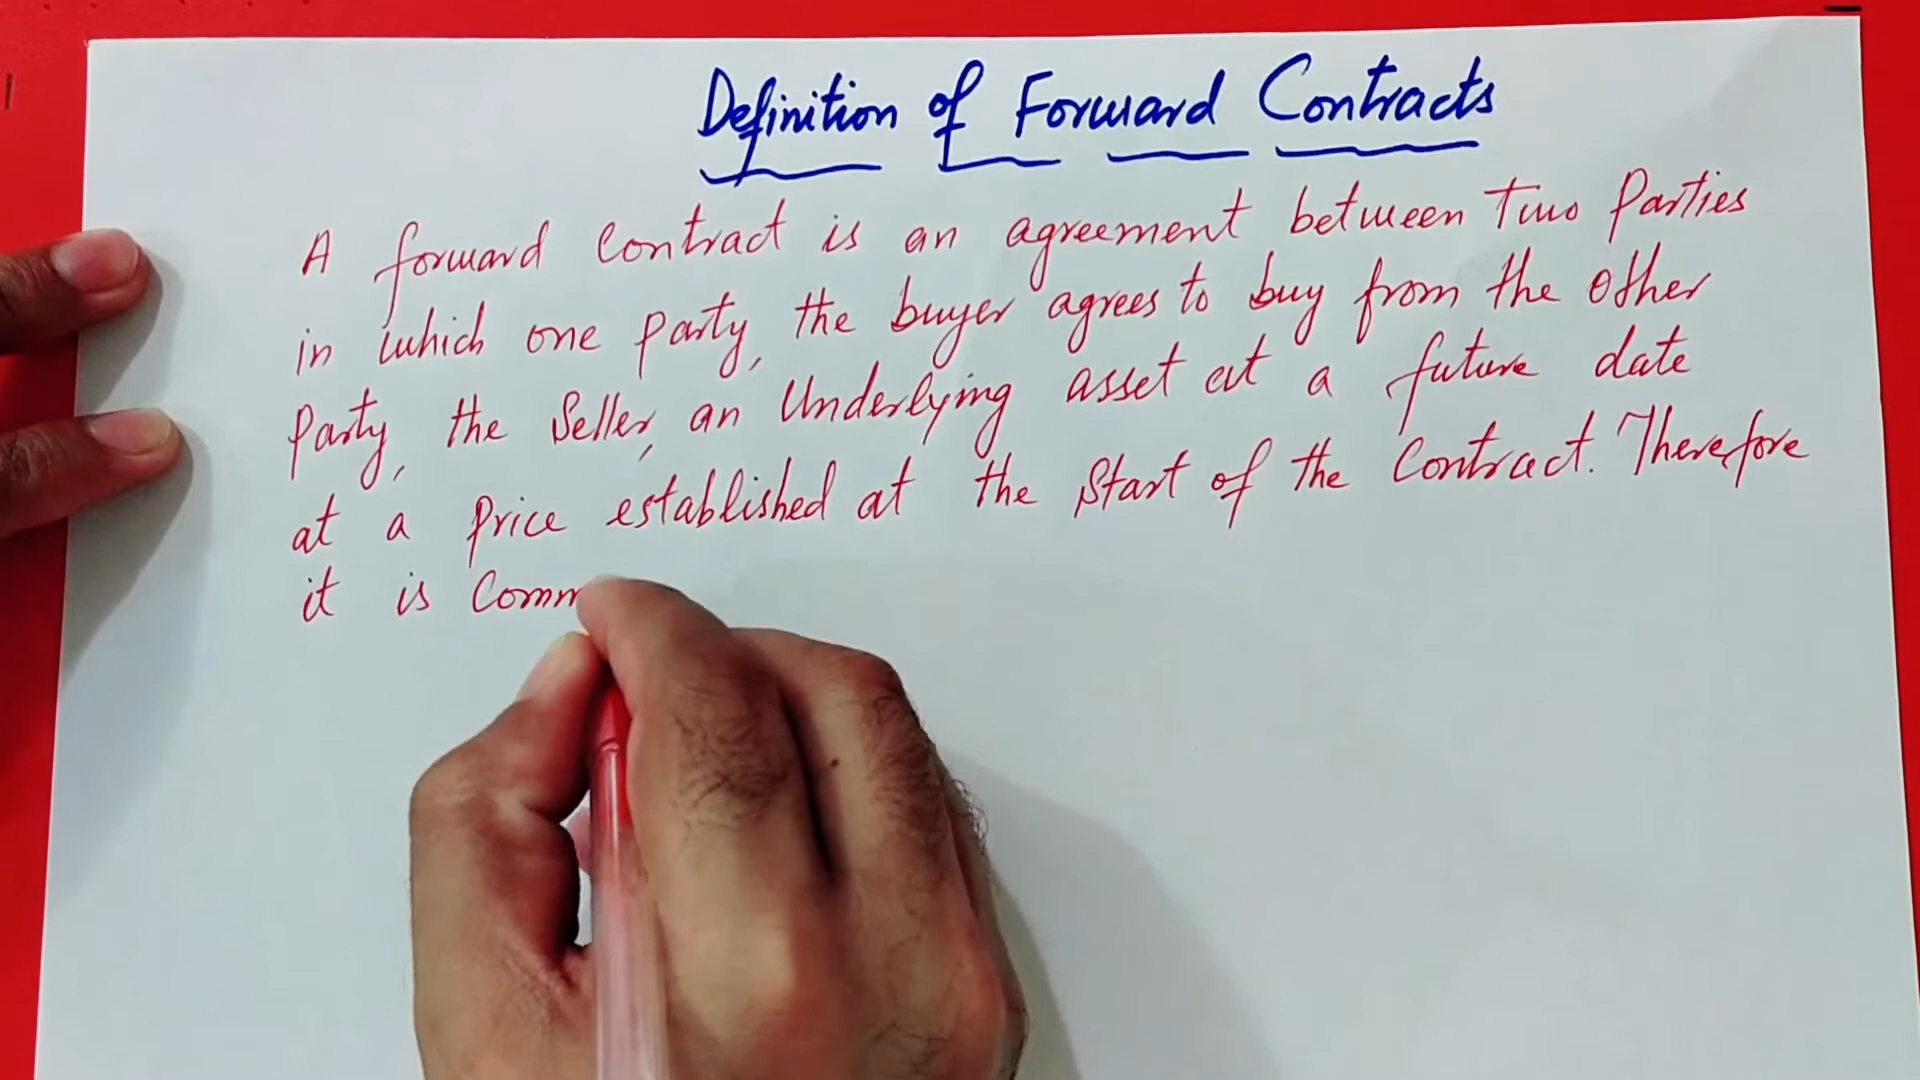 Definition of Forward Contracts
A forward Contract is an agreement between Two Parties
in which one party, the buyer agrees to buy from the other
Party, the Seller, an Underlying asset at a future date
at a Price established at the Start of the Contract. Therefore
it is Comm